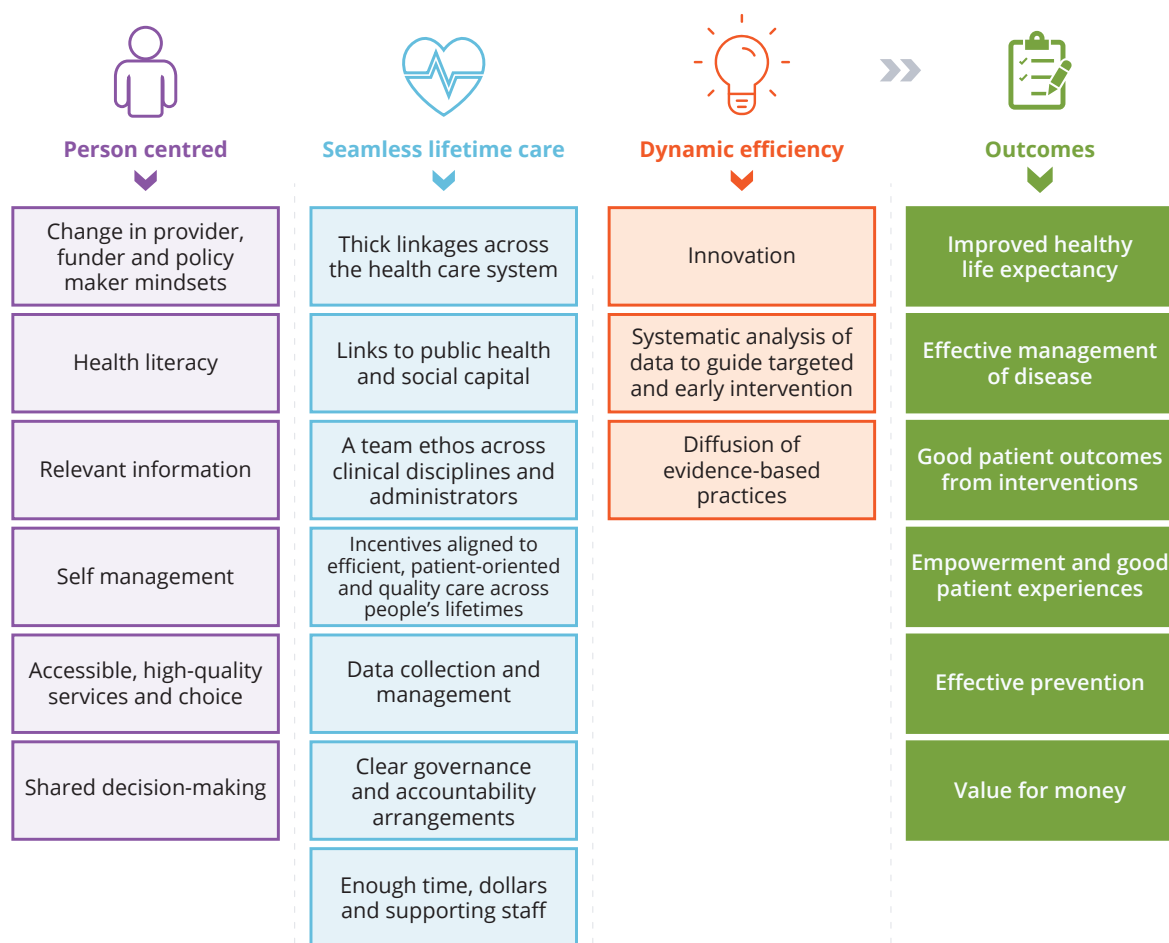 Person centred
Change in provider,
funder and policy
maker mindsets
Health literacy
Relevant information
Self management
Accessible, high-quality
services and choice
Shared decision-making
Seamless lifetime care
Thick linkages across
the health care system
Links to public health
and social capital
A team ethos across
clinical disciplines and
administrators
Incentives aligned to
efficient, patient-oriented
and quality care across
people’s lifetimes
Data collection and
management
Clear governance
and accountability
arrangements
Enough time, dollars
and supporting staff
Dynamic efficiency
Innovation
Systematic analysis of
data to guide targeted
and early intervention
Diffusion of
evidence-based
practices
Outcomes
Improved healthy
life expectancy
Effective management
of disease
Good patient outcomes
from interventions
Empowerment and good
patient experiences
Effective prevention
Value for money